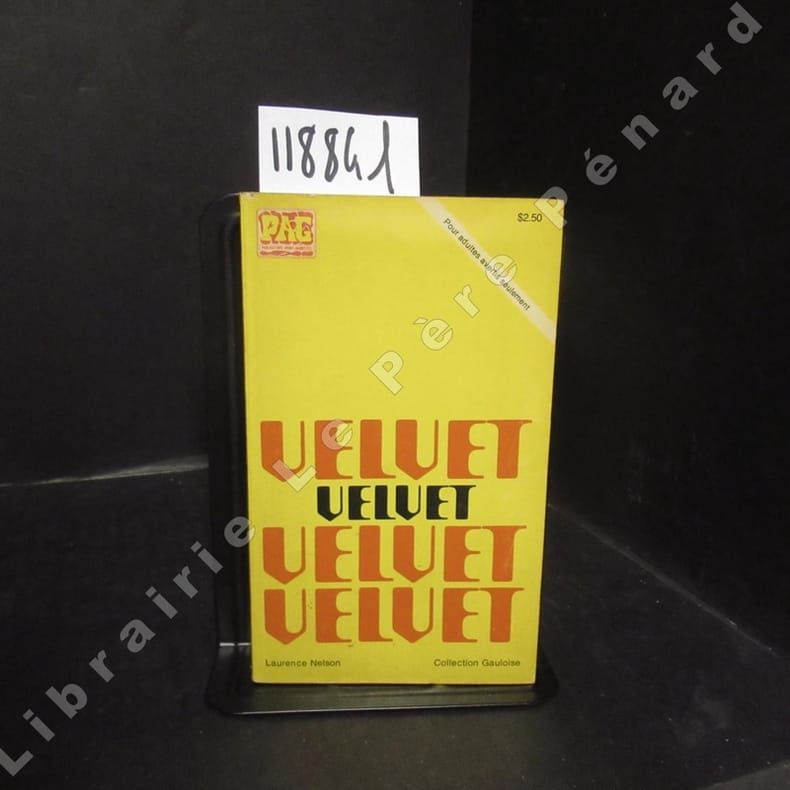 118841
PAG
$2.50
Pour adultes avertis seulement
VELVET
VELVET
VELVET
VELVET
Laurence Nelson
Collection Gauloise
Librairie Le Père Pénard